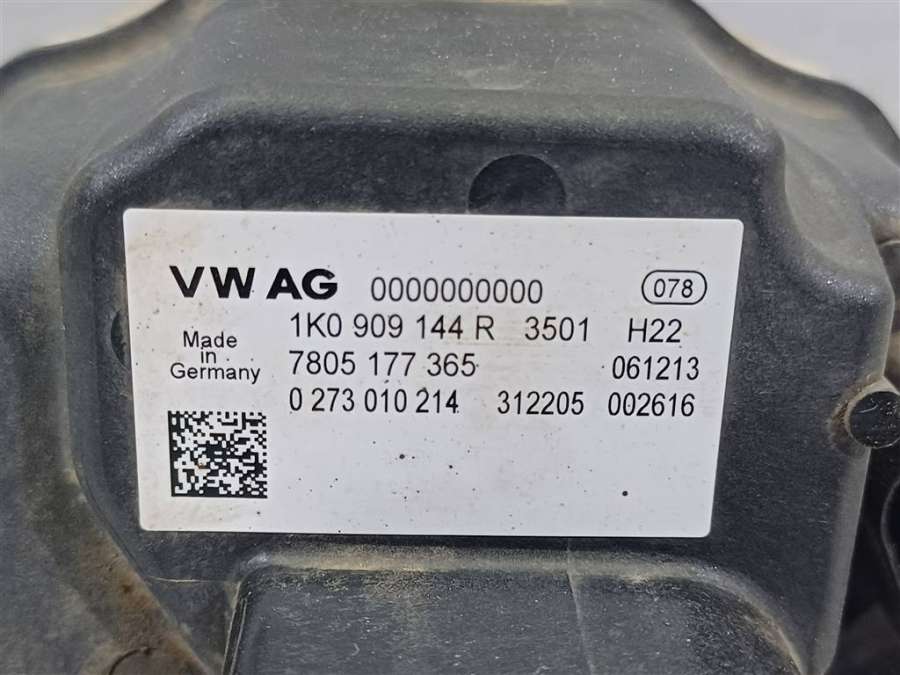 VW AG 0000000000 078
1K0 909 144 R 3501 H22
Made in Germany
7805 177 365 061213
0 273 010 214 312205 002616